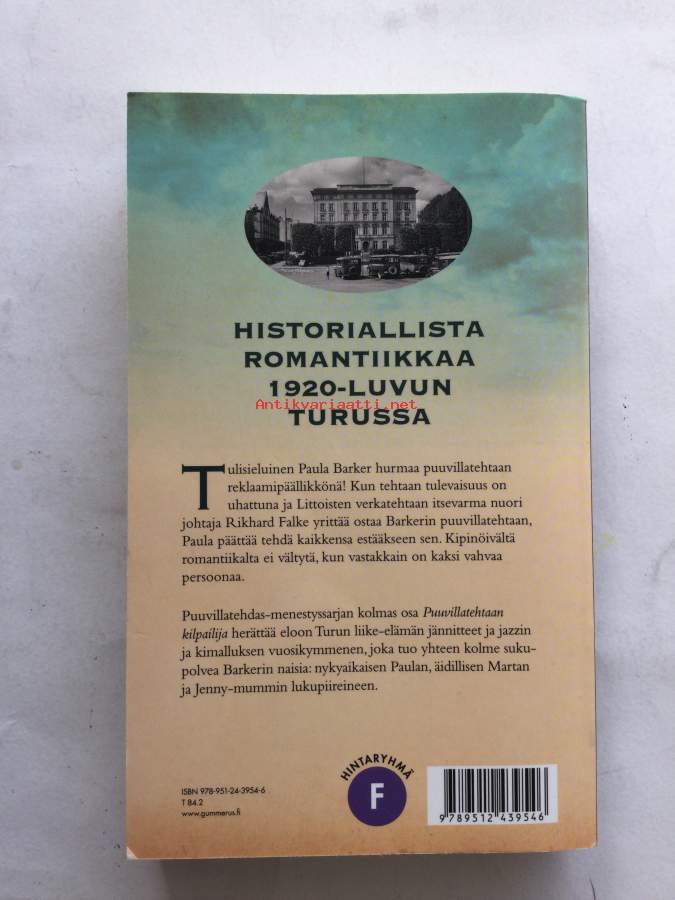 HISTORIALLISTA
ROMANTIIKKAA
1920-LUVUN
Antikvariaatti.net
TURUSSA
Tulisieluinen Paula Barker hurmaa puuvillatehtaan
reklaamipäällikkönä! Kun tehtaan tulevaisuus on
uhattuna ja Littoisten verkatehtaan itsevarma nuori
johtaja Rikhard Falke yrittää ostaa Barkerin puuvillatehtaan,
Paula päättää tehdä kaikkensa estääkseen sen. Kipinöivältä
romantiikalta ei vältytä, kun vastakkain on kaksi vahvaa
persoonaa.
Puuvillatehdas-menestyssarjan kolmas osa Puuvillatehtaan
kilpailija herättää eloon Turun liike-elämän jännitteet ja jazzin
ja kimalluksen vuosikymmenen, joka tuo yhteen kolme suku-
polvea Barkerin naisia: nykyaikaisen Paulan, äidillisen Martan
ja Jenny-mummin lukupiireineen.
HINTARYHMÄ
F
ISBN 978-951-24-3954-6
T 84.2
www.gummerus.fi
9 789512 439546